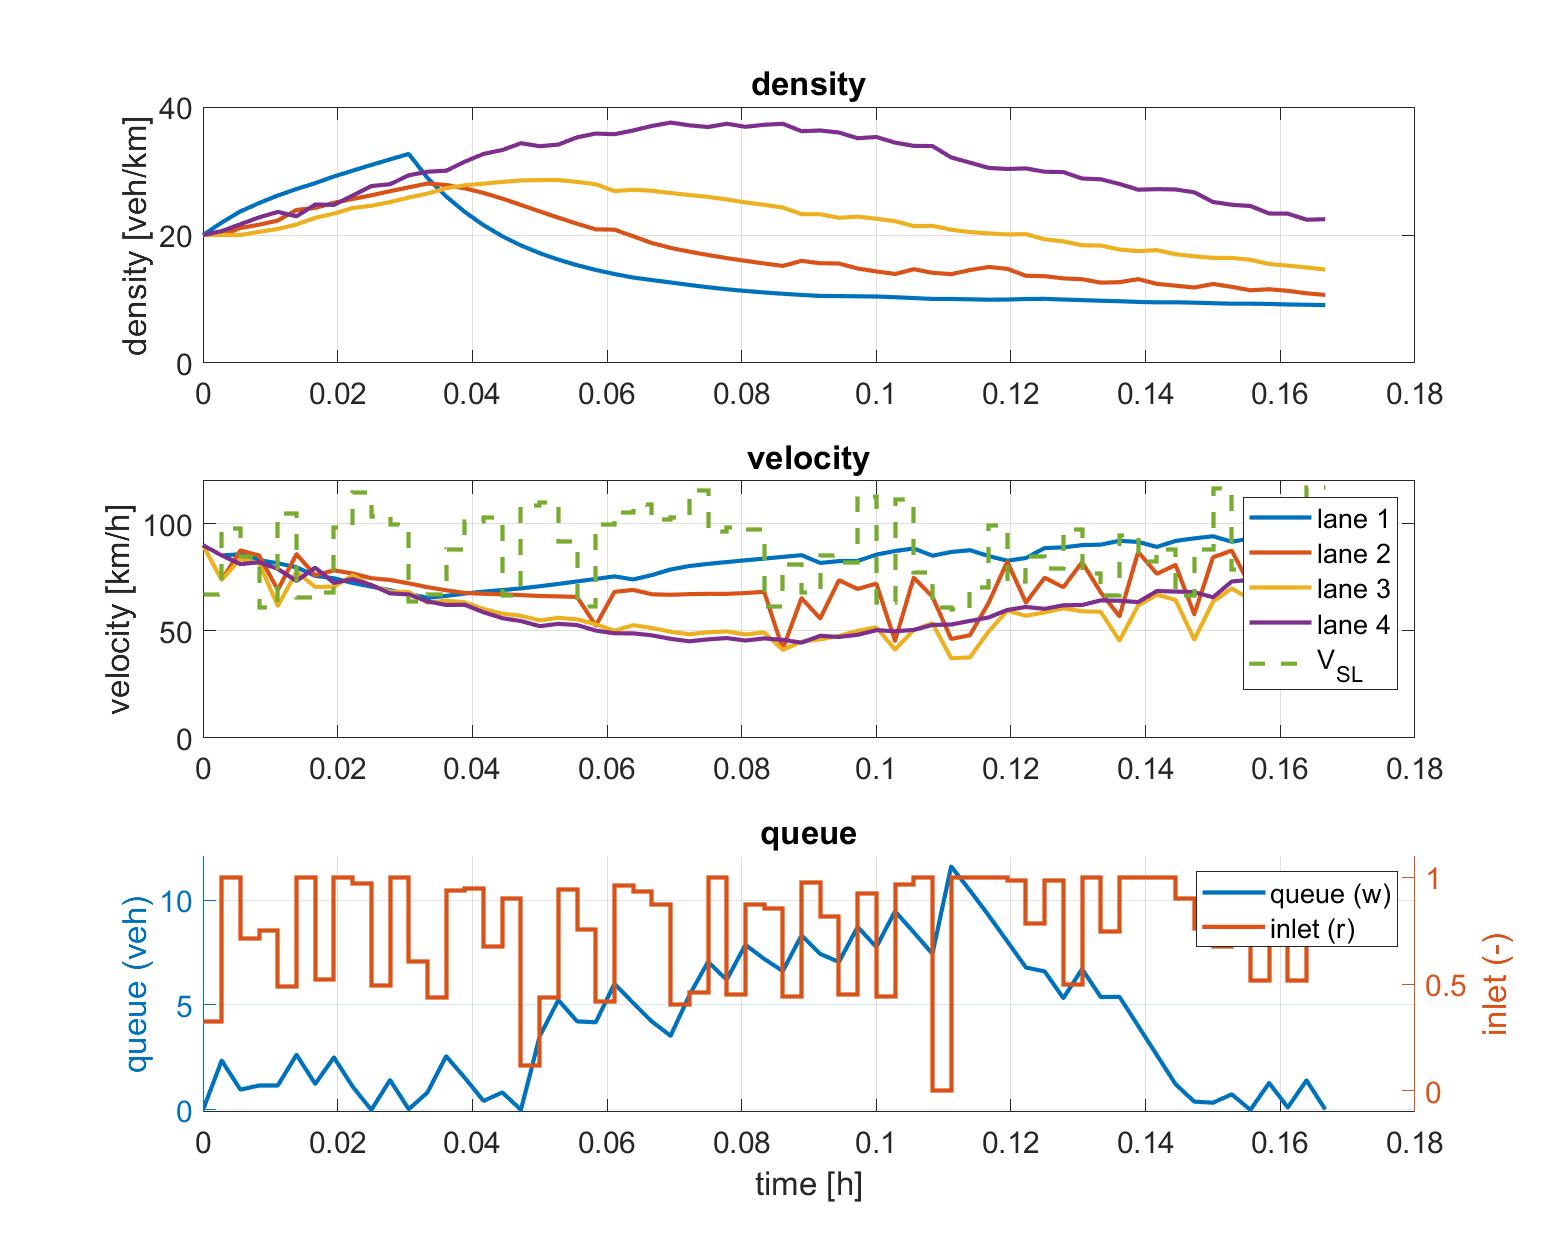 density
density [veh/km]
40
20
0
0 0.02 0.04 0.06 0.08 0.1 0.12 0.14 0.16 0.18
velocity
velocity [km/h]
100
50
0
lane 1
lane 2
lane 3
lane 4
V_SL
0 0.02 0.04 0.06 0.08 0.1 0.12 0.14 0.16 0.18
queue
queue (veh)
10
5
0
queue (w)
inlet (r)
1
0.5
0
inlet (-)
0 0.02 0.04 0.06 0.08 0.1 0.12 0.14 0.16 0.18
time [h]